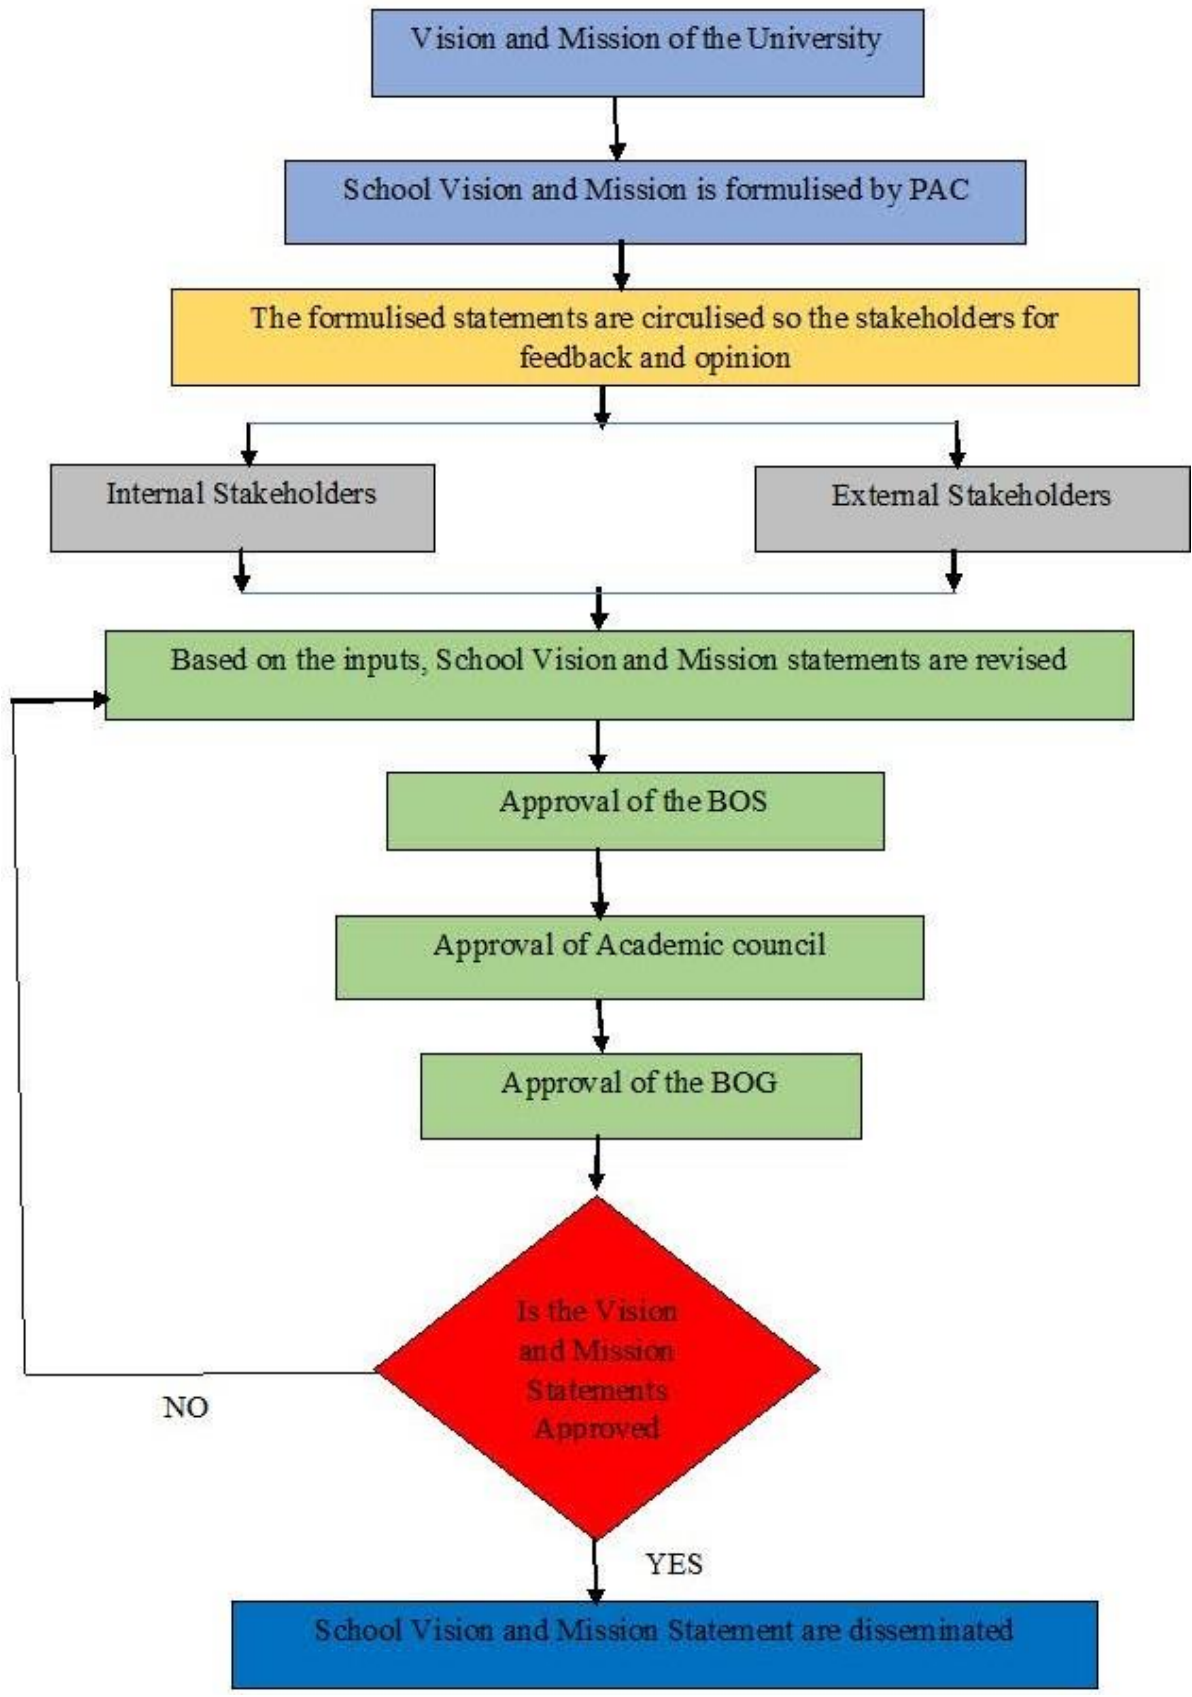 Vision and Mission of the University
School Vision and Mission is formulised by PAC
The formulised statements are circulised so the stakeholders for
feedback and opinion
Internal Stakeholders
External Stakeholders
Based on the inputs, School Vision and Mission statements are revised
Approval of the BOS
Approval of Academic council
Approval of the BOG
Is the Vision
and Mission
Statements
Approved
NO
YES
School Vision and Mission Statement are disseminated